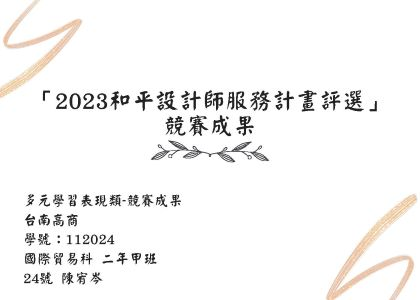 「2023和平設計師服務計畫評選」
競賽成果
多元學習表現類-競賽成果
台南高商
學號：112024
國際貿易科 二年甲班
24號 陳宥岑